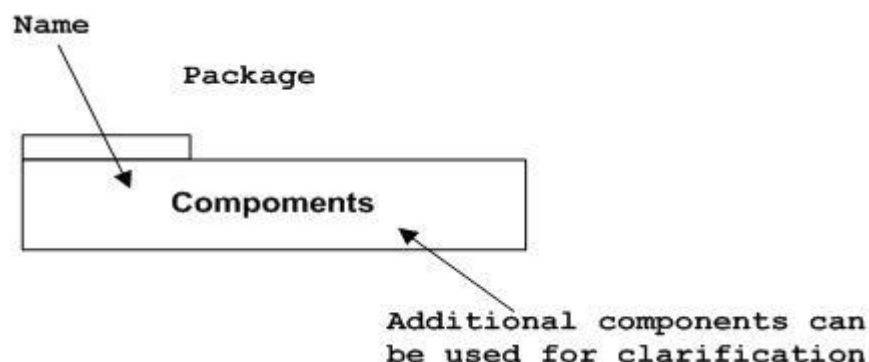 Name
Package
Compoments
Additional components can
be used for clarification